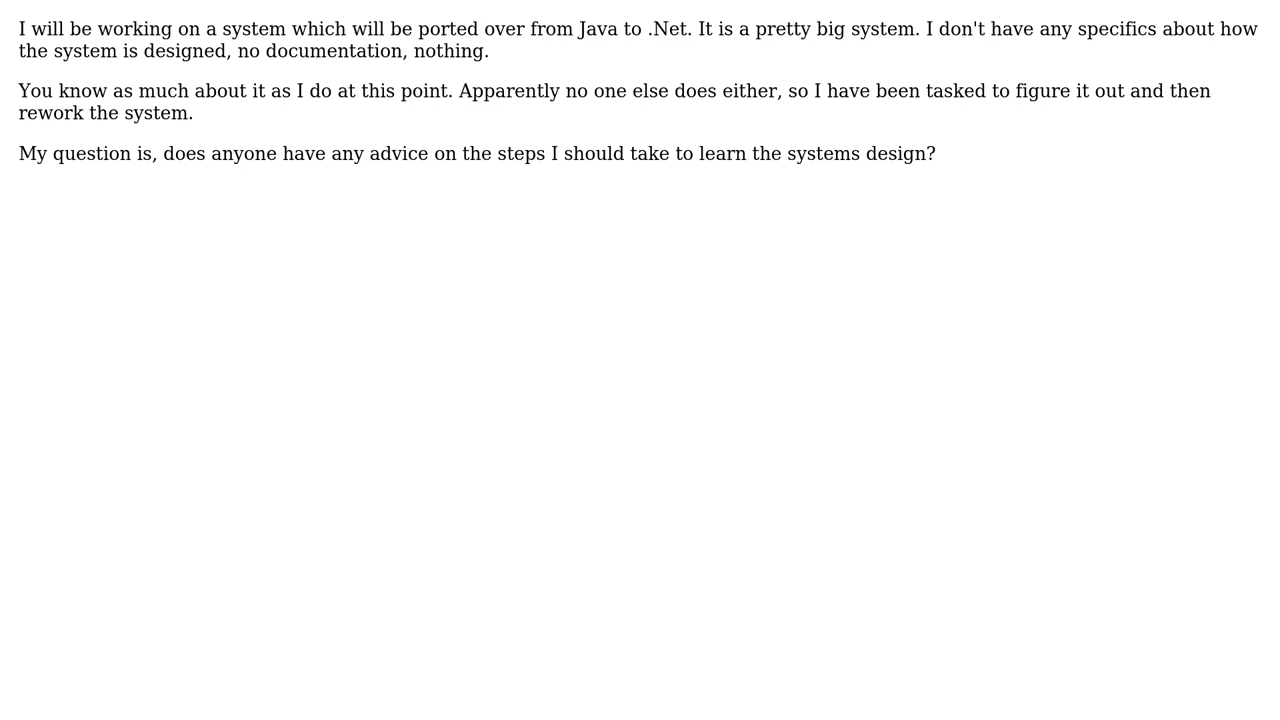 I will be working on a system which will be ported over from Java to .Net. It is a pretty big system. I don't have any specifics about how
the system is designed, no documentation, nothing.
You know as much about it as I do at this point. Apparently no one else does either, so I have been tasked to figure it out and then
rework the system.
My question is, does anyone have any advice on the steps I should take to learn the systems design?